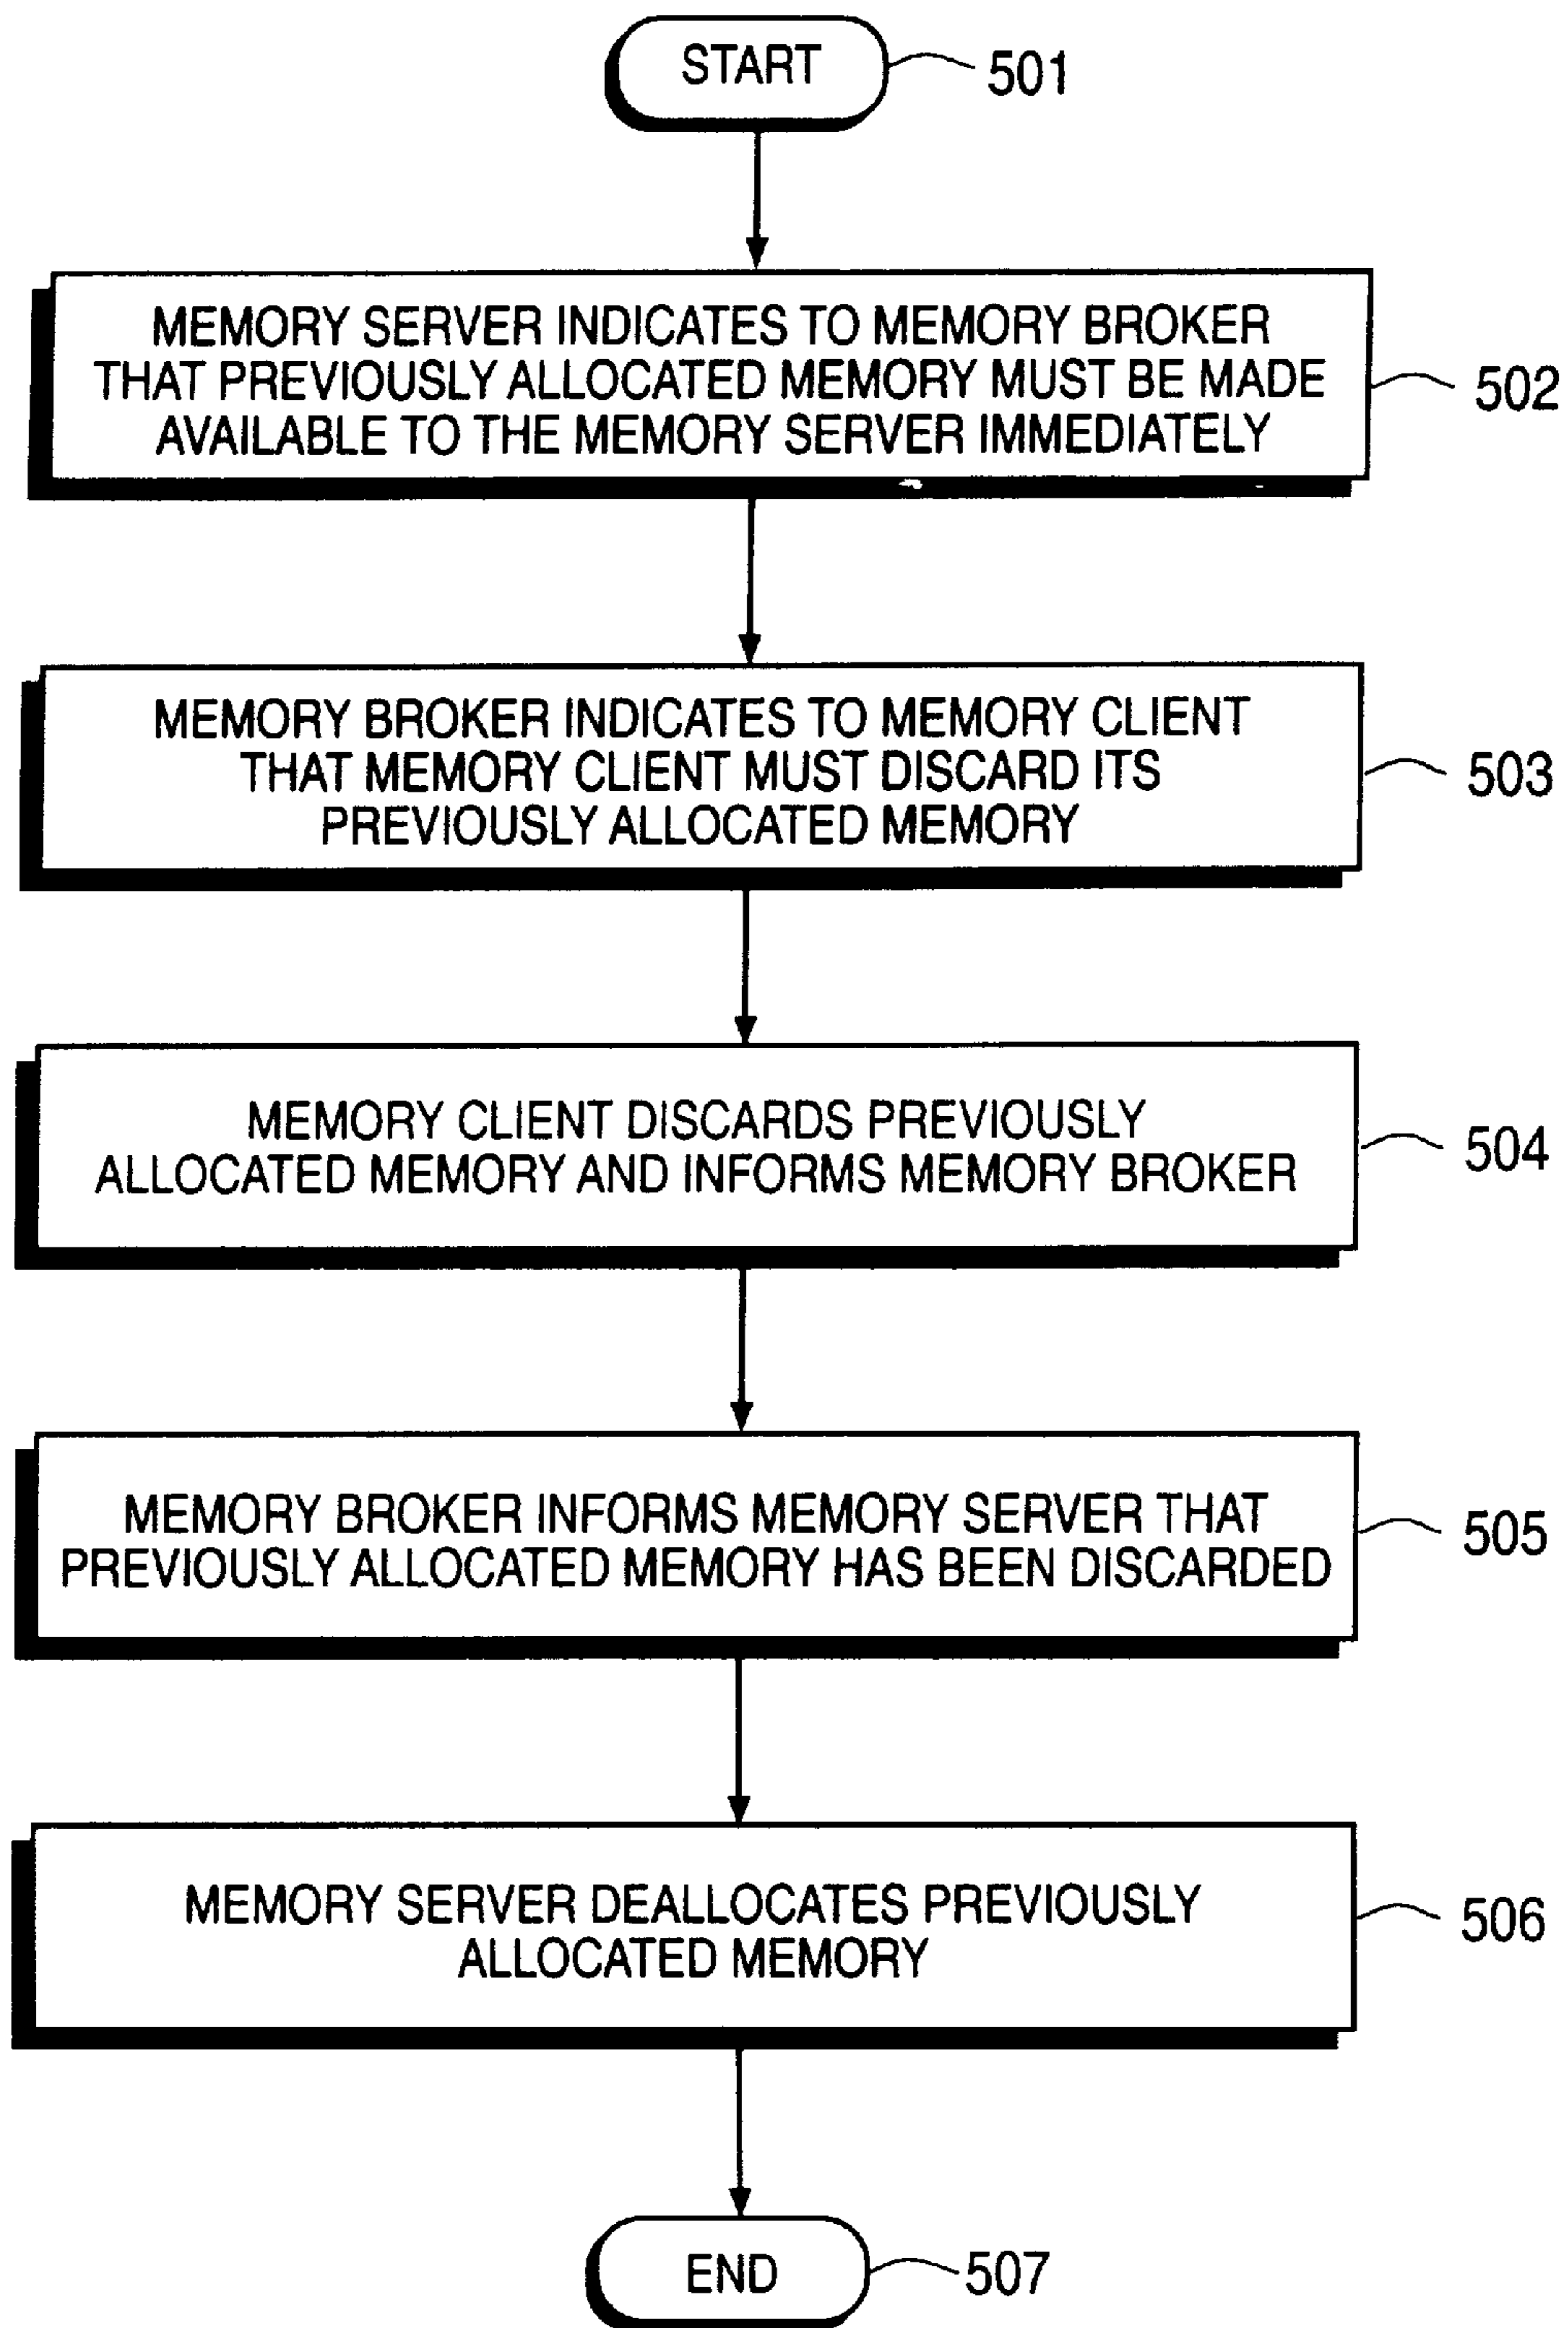 START
501
MEMORY SERVER INDICATES TO MEMORY BROKER
THAT PREVIOUSLY ALLOCATED MEMORY MUST BE MADE
AVAILABLE TO THE MEMORY SERVER IMMEDIATELY
502
MEMORY BROKER INDICATES TO MEMORY CLIENT
THAT MEMORY CLIENT MUST DISCARD ITS
PREVIOUSLY ALLOCATED MEMORY
503
MEMORY CLIENT DISCARDS PREVIOUSLY
ALLOCATED MEMORY AND INFORMS MEMORY BROKER
504
MEMORY BROKER INFORMS MEMORY SERVER THAT
PREVIOUSLY ALLOCATED MEMORY HAS BEEN DISCARDED
505
MEMORY SERVER DEALLOCATES PREVIOUSLY
ALLOCATED MEMORY
506
END
507